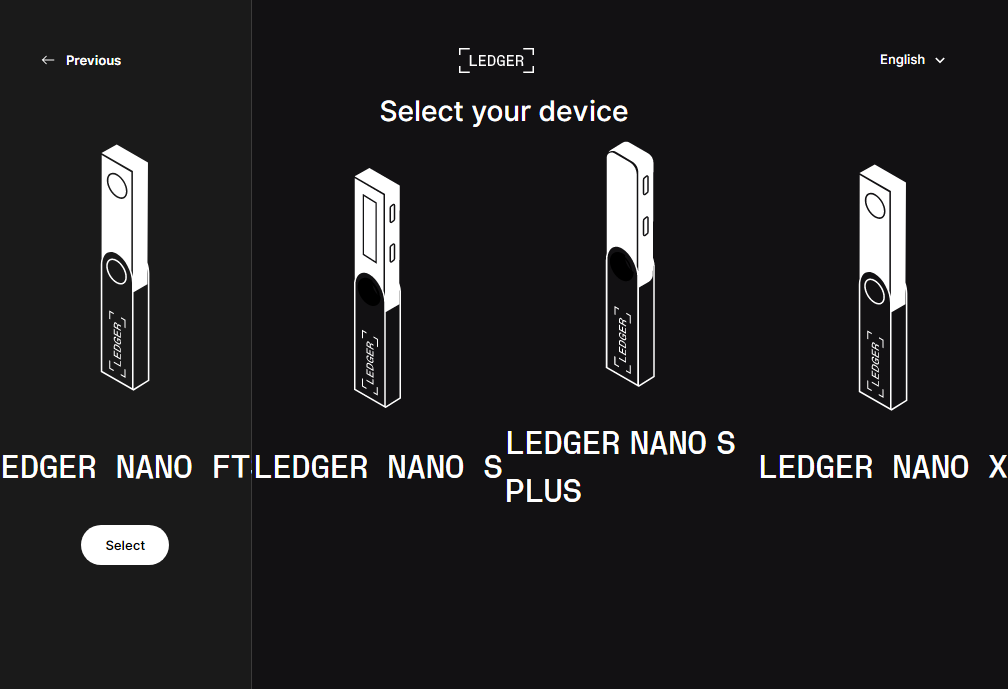 Previous
LEDGER
English
Select your device
LEDGER
LEDGER
LEDGER
LEDGER
EDGER NANO FT
LEDGER NANO S
LEDGER NANO S
PLUS
LEDGER NANO X
Select